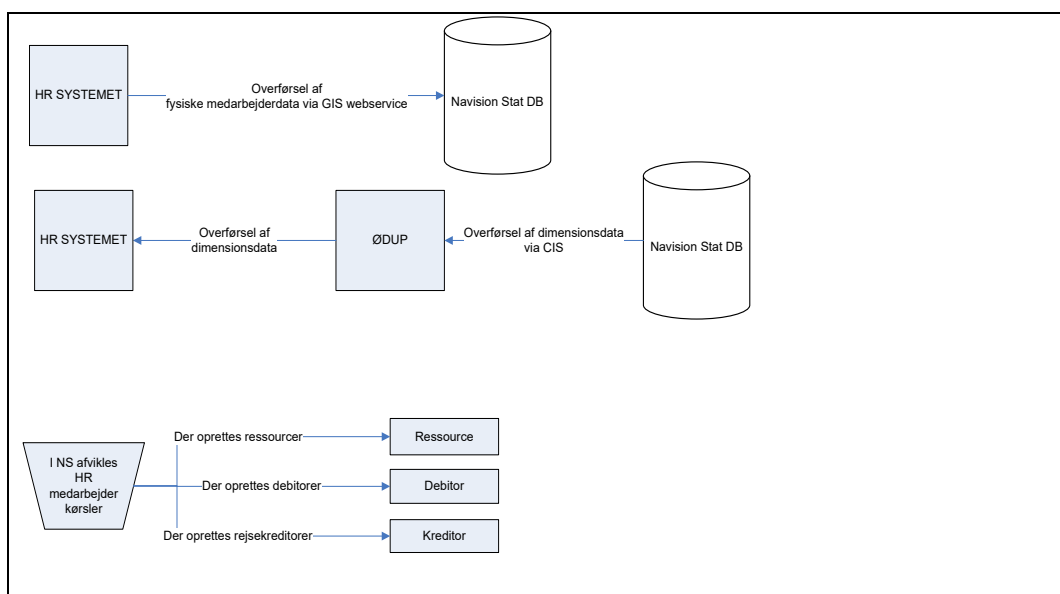 HR SYSTEMET
Overførsel af
fysiske medarbejderdata via GIS webservice
Navision Stat DB
HR SYSTEMET
Overførsel af
dimensionsdata
ØDUP
Overførsel af dimensionsdata
via CIS
Navision Stat DB
I NS afvikles
HR
medarbejder
kørsler
Der oprettes ressourcer
Ressource
Der oprettes debitorer
Debitor
Der oprettes rejsekreditorer
Kreditor